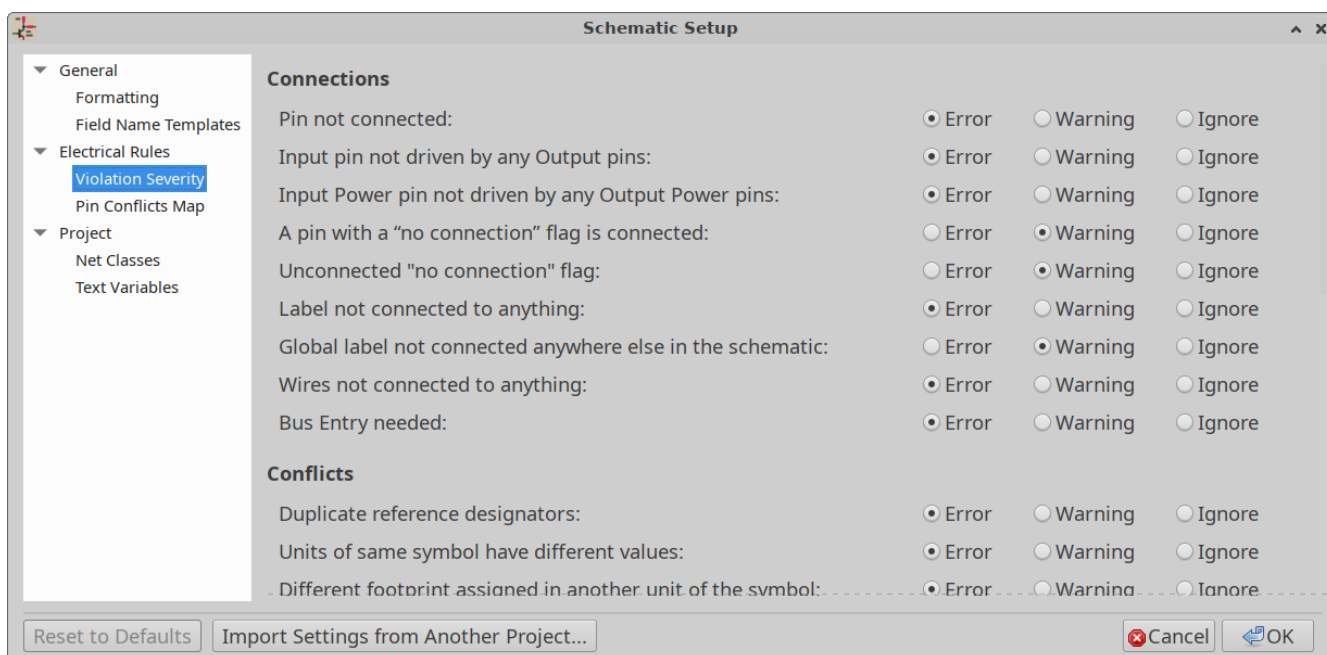 Schematic Setup
General
Formatting
Field Name Templates
Electrical Rules
Violation Severity
Pin Conflicts Map
Project
Net Classes
Text Variables
Connections
Pin not connected: Error Warning Ignore
Input pin not driven by any Output pins: Error Warning Ignore
Input Power pin not driven by any Output Power pins: Error Warning Ignore
A pin with a “no connection” flag is connected: Error Warning Ignore
Unconnected "no connection" flag: Error Warning Ignore
Label not connected to anything: Error Warning Ignore
Global label not connected anywhere else in the schematic: Error Warning Ignore
Wires not connected to anything: Error Warning Ignore
Bus Entry needed: Error Warning Ignore
Conflicts
Duplicate reference designators: Error Warning Ignore
Units of same symbol have different values: Error Warning Ignore
Different footprint assigned in another unit of the symbol: Error Warning Ignore
Reset to Defaults Import Settings from Another Project... Cancel OK